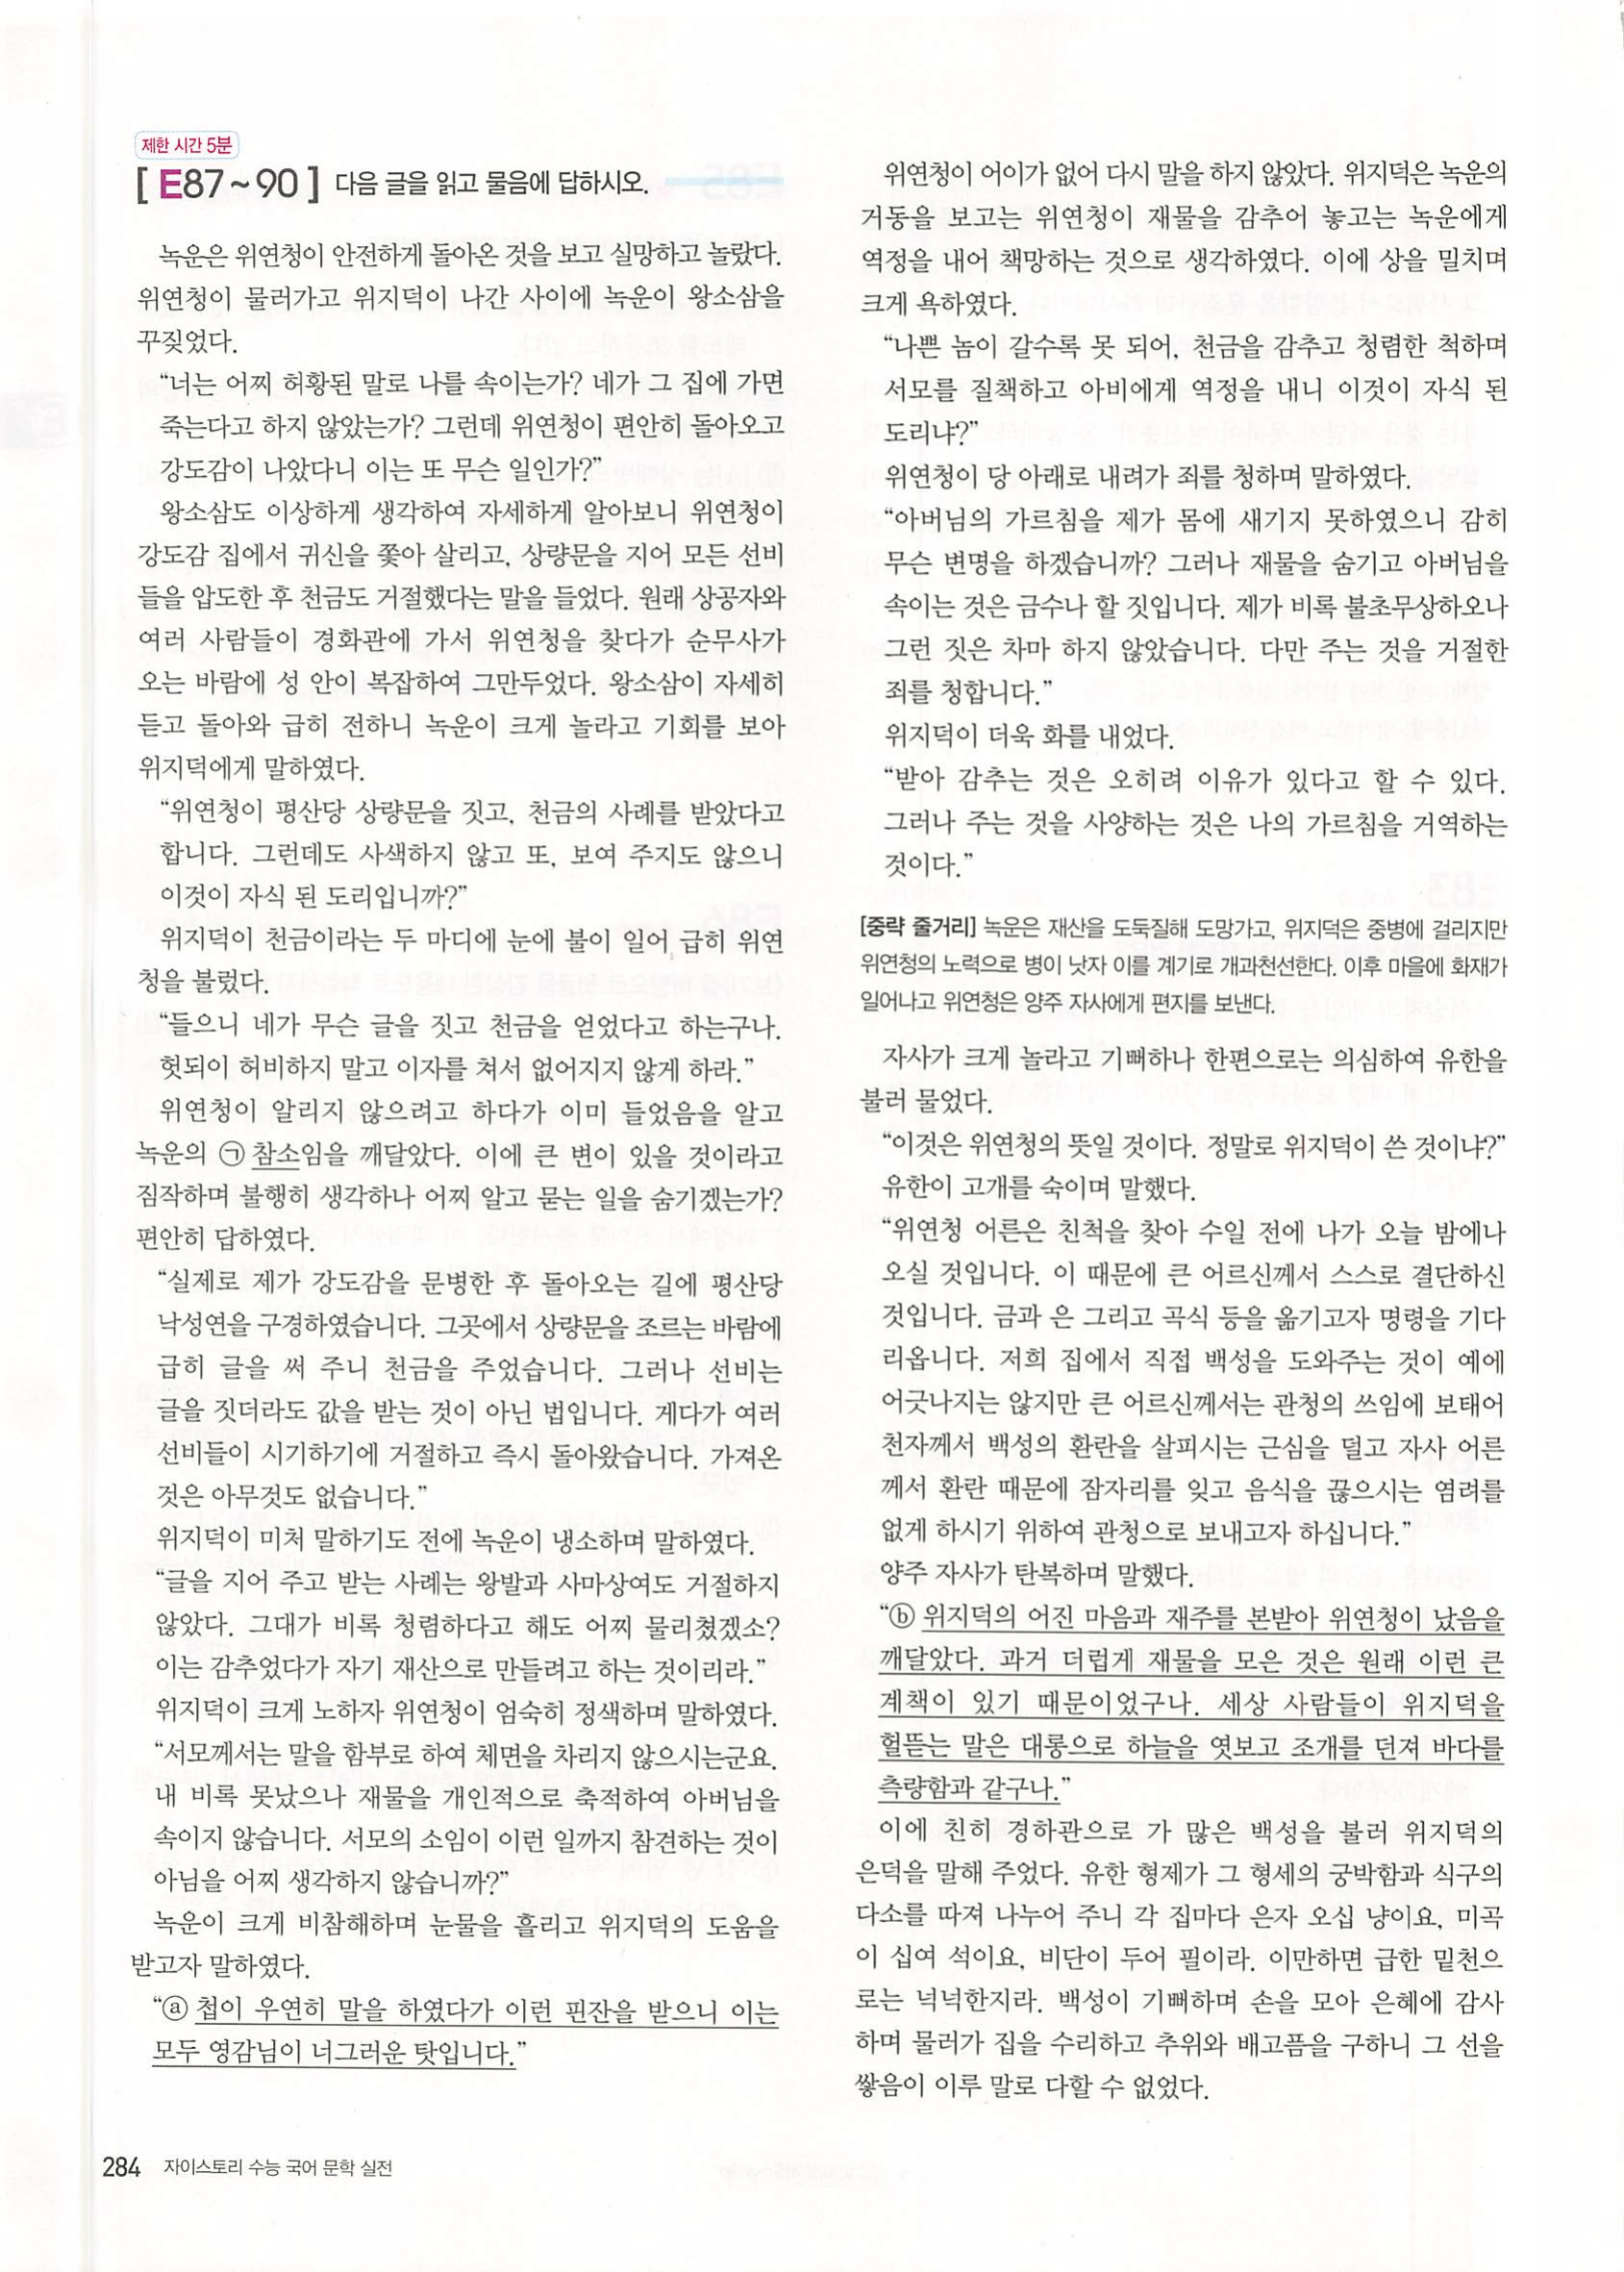 제한 시간 5분
[ E87~90 ] 다음 글을 읽고 물음에 답하시오.
녹운은 위연청이 안전하게 돌아온 것을 보고 실망하고 놀랐다.
위연청이 물러가고 위지덕이 나간 사이에 녹운이 왕소삼을
꾸짖었다.
“너는 어찌 허황된 말로 나를 속이는가? 네가 그 집에 가면
죽는다고 하지 않았는가? 그런데 위연청이 편안히 돌아오고
강도감이 나았다니 이는 또 무슨 일인가?”
왕소삼도 이상하게 생각하여 자세하게 알아보니 위연청이
강도감 집에서 귀신을 쫓아 살리고, 상량문을 지어 모든 선비
들을 압도한 후 천금도 거절했다는 말을 들었다. 원래 상공자와
여러 사람들이 경화관에 가서 위연청을 찾다가 순무사가
오는 바람에 성 안이 복잡하여 그만두었다. 왕소삼이 자세히
듣고 돌아와 급히 전하니 녹운이 크게 놀라고 기회를 보아
위지덕에게 말하였다.
“위연청이 평산당 상량문을 짓고, 천금의 사례를 받았다고
합니다. 그런데도 사색하지 않고 또, 보여 주지도 않으니
이것이 자식 된 도리입니까?”
위지덕이 천금이라는 두 마디에 눈에 불이 일어 급히 위연
청을 불렀다.
“들으니 네가 무슨 글을 짓고 천금을 얻었다고 하는구나.
헛되이 허비하지 말고 이자를 쳐서 없어지지 않게 하라.”
위연청이 알리지 않으려고 하다가 이미 들었음을 알고
녹운의 ㉠ 참소임을 깨달았다. 이에 큰 변이 있을 것이라고
짐작하며 불행히 생각하나 어찌 알고 묻는 일을 숨기겠는가?
편안히 답하였다.
“실제로 제가 강도감을 문병한 후 돌아오는 길에 평산당
낙성연을 구경하였습니다. 그곳에서 상량문을 조르는 바람에
급히 글을 써 주니 천금을 주었습니다. 그러나 선비는
글을 짓더라도 값을 받는 것이 아닌 법입니다. 게다가 여러
선비들이 시기하기에 거절하고 즉시 돌아왔습니다. 가져온
것은 아무것도 없습니다.”
위지덕이 미처 말하기도 전에 녹운이 냉소하며 말하였다.
“글을 지어 주고 받는 사례는 왕발과 사마상여도 거절하지
않았다. 그대가 비록 청렴하다고 해도 어찌 물리쳤겠소?
이는 감추었다가 자기 재산으로 만들려고 하는 것이리라.”
위지덕이 크게 노하자 위연청이 엄숙히 정색하며 말하였다.
“서모께서는 말을 함부로 하여 체면을 차리지 않으시는군요.
내 비록 못났으나 재물을 개인적으로 축적하여 아버님을
속이지 않습니다. 서모의 소임이 이런 일까지 참견하는 것이
아님을 어찌 생각하지 않습니까?”
녹운이 크게 비참해하며 눈물을 흘리고 위지덕의 도움을
받고자 말하였다.
“ⓐ 첩이 우연히 말을 하였다가 이런 핀잔을 받으니 이는
모두 영감님이 너그러운 탓입니다.”
위연청이 어이가 없어 다시 말을 하지 않았다. 위지덕은 녹운의
거동을 보고는 위연청이 재물을 감추어 놓고는 녹운에게
역정을 내어 책망하는 것으로 생각하였다. 이에 상을 밀치며
크게 욕하였다.
“나쁜 놈이 갈수록 못 되어, 천금을 감추고 청렴한 척하며
서모를 질책하고 아비에게 역정을 내니 이것이 자식 된
도리냐?”
위연청이 당 아래로 내려가 죄를 청하며 말하였다.
“아버님의 가르침을 제가 몸에 새기지 못하였으니 감히
무슨 변명을 하겠습니까? 그러나 재물을 숨기고 아버님을
속이는 것은 금수나 할 짓입니다. 제가 비록 불초무상하오나
그런 짓은 차마 하지 않았습니다. 다만 주는 것을 거절한
죄를 청합니다.”
위지덕이 더욱 화를 내었다.
“받아 감추는 것은 오히려 이유가 있다고 할 수 있다.
그러나 주는 것을 사양하는 것은 나의 가르침을 거역하는
것이다.”
[중략 줄거리] 녹운은 재산을 도둑질해 도망가고, 위지덕은 중병에 걸리지만
위연청의 노력으로 병이 낫자 이를 계기로 개과천선한다. 이후 마을에 화재가
일어나고 위연청은 양주 자사에게 편지를 보낸다.
자사가 크게 놀라고 기뻐하나 한편으로는 의심하여 유한을
불러 물었다.
“이것은 위연청의 뜻일 것이다. 정말로 위지덕이 쓴 것이냐?”
유한이 고개를 숙이며 말했다.
“위연청 어른은 친척을 찾아 수일 전에 나가 오늘 밤에나
오실 것입니다. 이 때문에 큰 어르신께서 스스로 결단하신
것입니다. 금과 은 그리고 곡식 등을 옮기고자 명령을 기다
리옵니다. 저희 집에서 직접 백성을 도와주는 것이 예에
어긋나지는 않지만 큰 어르신께서는 관청의 쓰임에 보태어
천자께서 백성의 환란을 살피시는 근심을 덜고 자사 어른
께서 환란 때문에 잠자리를 잊고 음식을 끊으시는 염려를
없게 하시기 위하여 관청으로 보내고자 하십니다.”
양주 자사가 탄복하며 말했다.
“ⓑ 위지덕의 어진 마음과 재주를 본받아 위연청이 났음을
깨달았다. 과거 더럽게 재물을 모은 것은 원래 이런 큰
계책이 있기 때문이었구나. 세상 사람들이 위지덕을
헐뜯는 말은 대롱으로 하늘을 엿보고 조개를 던져 바다를
측량함과 같구나.”
이에 친히 경하관으로 가 많은 백성을 불러 위지덕의
은덕을 말해 주었다. 유한 형제가 그 형세의 궁박함과 식구의
다소를 따져 나누어 주니 각 집마다 은자 오십 냥이요, 미곡
이 십여 석이요, 비단이 두어 필이라. 이만하면 급한 밑천으
로는 넉넉한지라. 백성이 기뻐하며 손을 모아 은혜에 감사
하며 물러가 집을 수리하고 추위와 배고픔을 구하니 그 선을
쌓음이 이루 말로 다할 수 없었다.
284 자이스토리 수능 국어 문학 실전